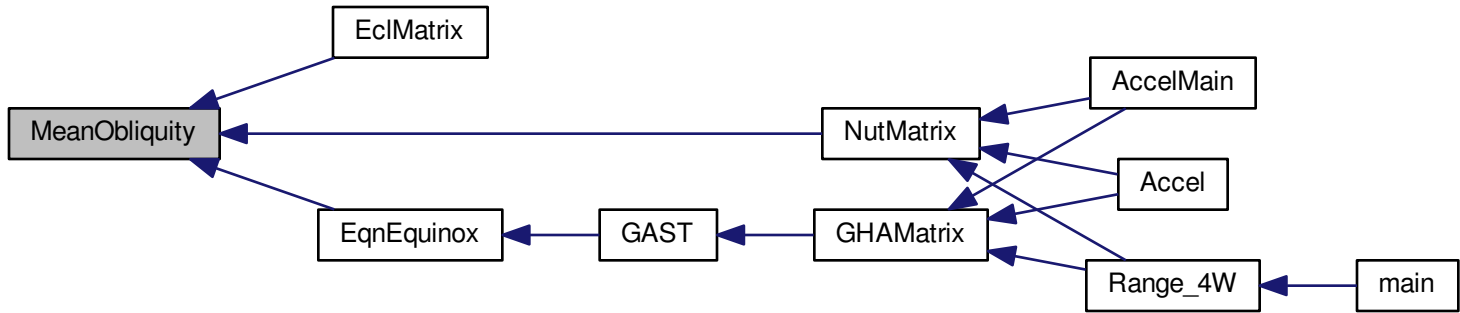 EclMatrix
AccelMain
MeanObliquity
NutMatrix
Accel
EqnEquinox
GAST
GHAMatrix
Range_4W
main